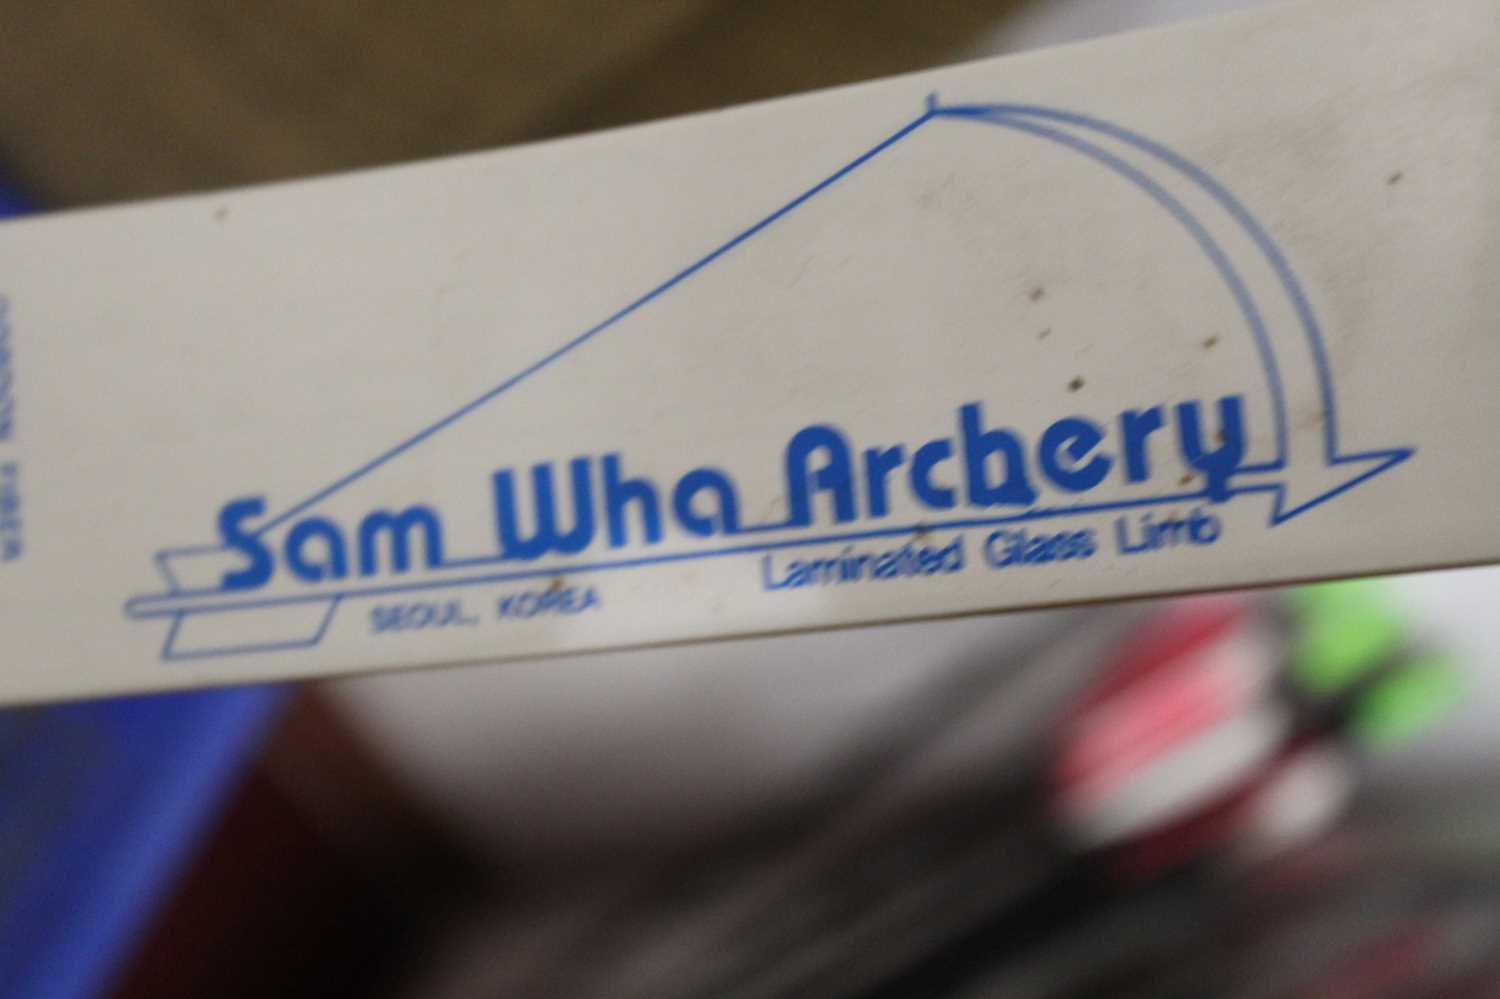 Sam Wha Archery
SEOUL, KOREA
Laminated Glass Limb